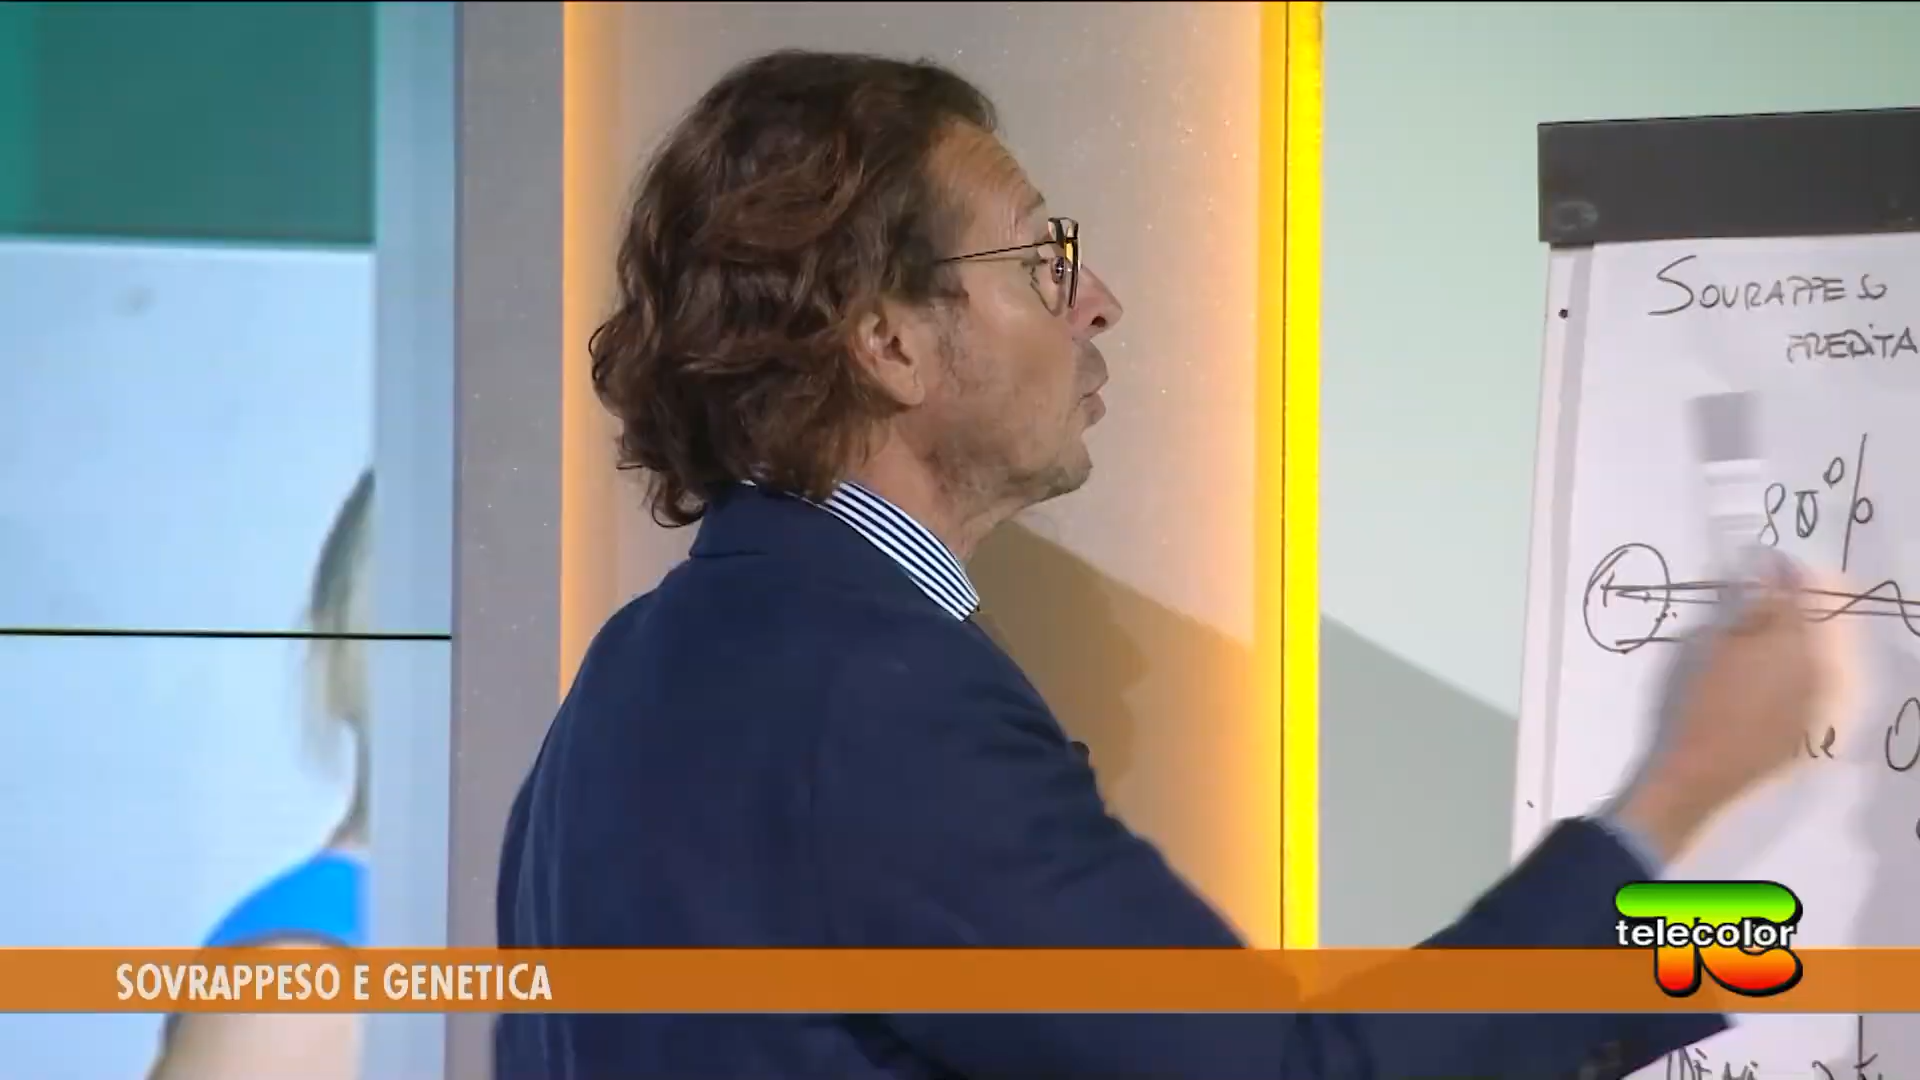 SOVRAPPESO
EREDITA
80%
telecolor
SOVRAPPESO E GENETICA